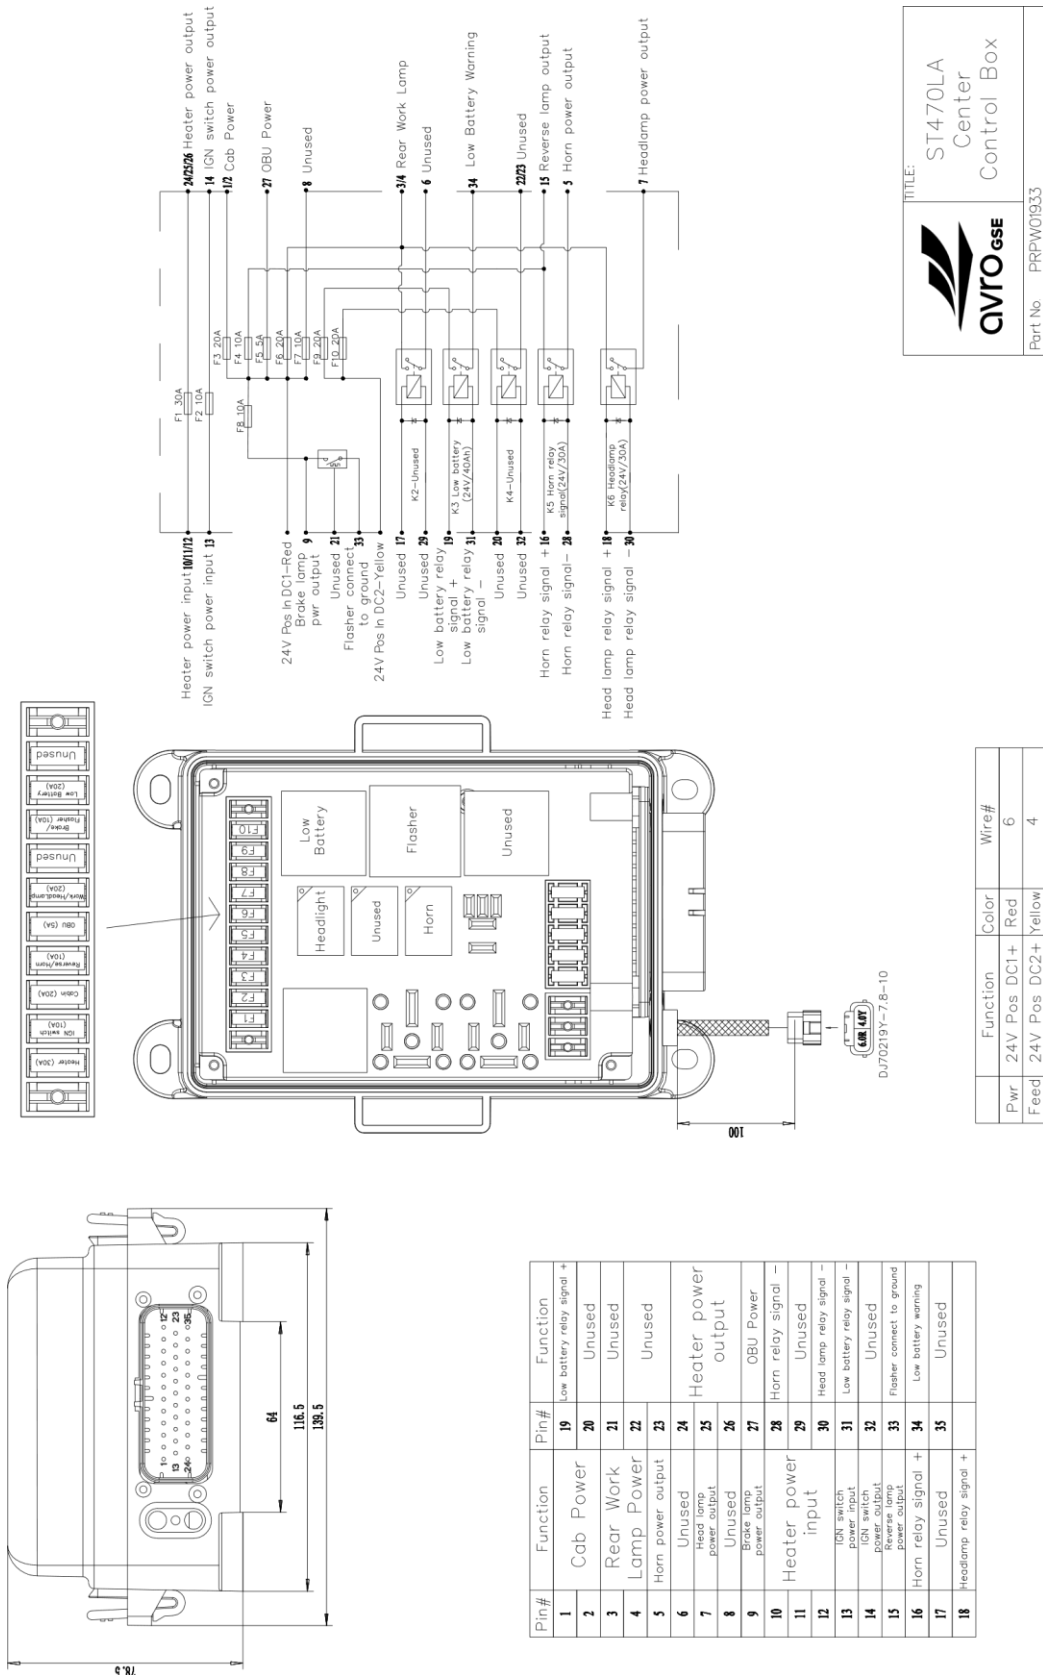 24/25/26 Heater power output
14 IGN switch power output
1/2 Cab Power
27 OBU Power
8 Unused
3/4 Rear Work Lamp
6 Unused
34 Low Battery Warning
22/23 Unused
15 Reverse lamp output
5 Horn power output
7 Headlamp power output
F1 30A
F2 10A
F3 20A
F4 10A
F5 5A
F6 20A
F7 10A
F9 20A
F10 20A
F8 10A
K2-Unused
K3 Low battery
(24V/40Ah)
K4-Unused
K5 Horn relay
signal(24V/30A)
K6 Headlamp
relay(24V/30A)
Heater power input 10/11/12
IGN switch power input 13
24V Pos In DC1-Red
Brake lamp 9
pwr output
Unused 21
Flasher connect 33
to ground
24V Pos In DC2-Yellow
Unused 17
Unused 29
Low battery relay 19
signal +
Low battery relay 31
signal -
Unused 20
Unused 32
Horn relay signal + 16
Horn relay signal- 28
Head lamp relay signal + 18
Head lamp relay signal - 30
TITLE:
ST470LA
Center
Control Box
avro GSE
Part No PRPW01933
Unused
Low Battery
(20A)
Brake/
Flasher (10A)
Unused
Work/HeadLamp
(20A)
OBU (5A)
Reverse/Horn
(10A)
Cabin (20A)
IGN switch
(10A)
Heater (30A)
F10
F9
F8
F7
F6
F5
F4
F3
F2
F1
Low
Battery
Flasher
Unused
Headlight
Unused
Horn
100
6.0R 4.0Y
DJ70219Y-7.8-10
Function Color Wire#
Pwr 24V Pos DC1+ Red 6
Feed 24V Pos DC2+ Yellow 4
1 12
13 23
24 35
64
116.5
139.5
78.5
Pin# Function Pin# Function
1 Cab Power 19 Low battery relay signal +
2 20 Unused
3 Rear Work 21 Unused
4 Lamp Power 22 Unused
5 Horn power output 23
6 Unused 24 Heater power
7 Head lamp power output 25 output
8 Unused 26
9 Brake lamp power output 27 OBU Power
10 Heater power 28 Horn relay signal -
11 input 29 Unused
12 30 Head lamp relay signal -
13 IGN switch power input 31 Low battery relay signal -
14 IGN switch power output 32 Unused
15 Reverse lamp power output 33 Flasher connect to ground
16 Horn relay signal + 34 Low battery warning
17 Unused 35 Unused
18 Headlamp relay signal +